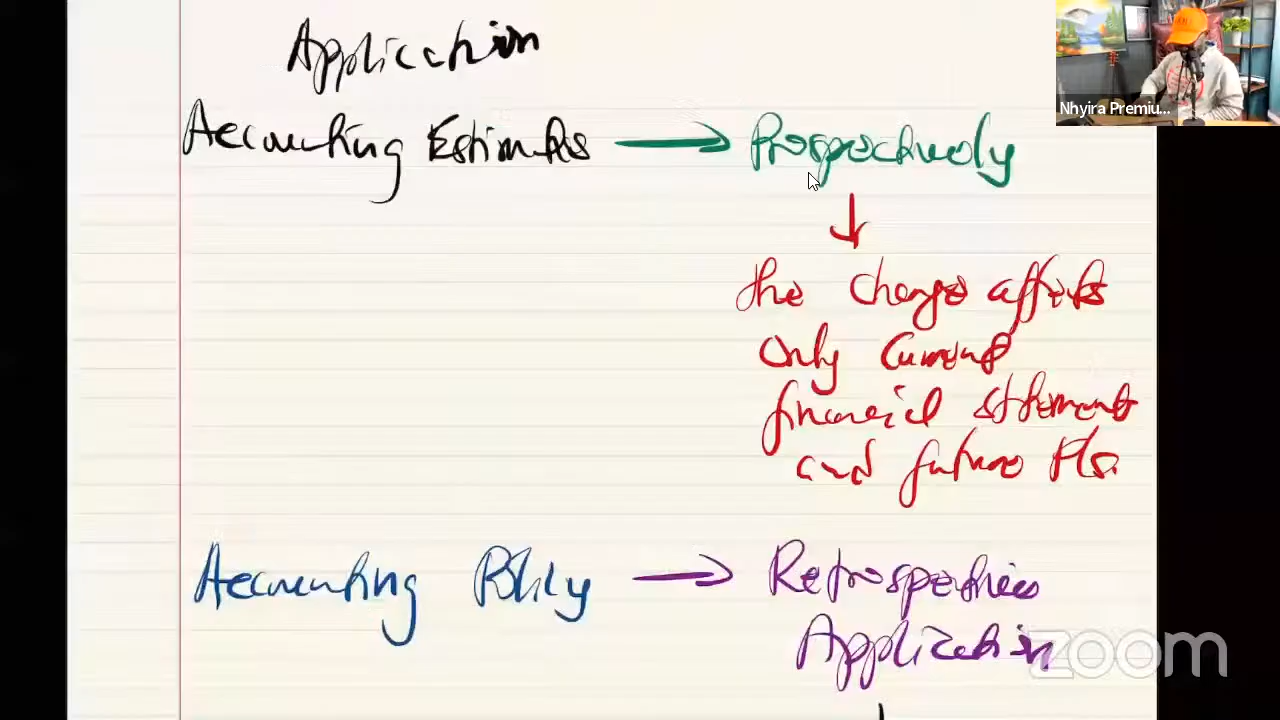 Application
Accounting Estimates → Prospectively
↓
The change affects
only current
financial statement
and future F/s.
Accounting Policy → Retrospective
Application
zoom
Nhyira Premiu...